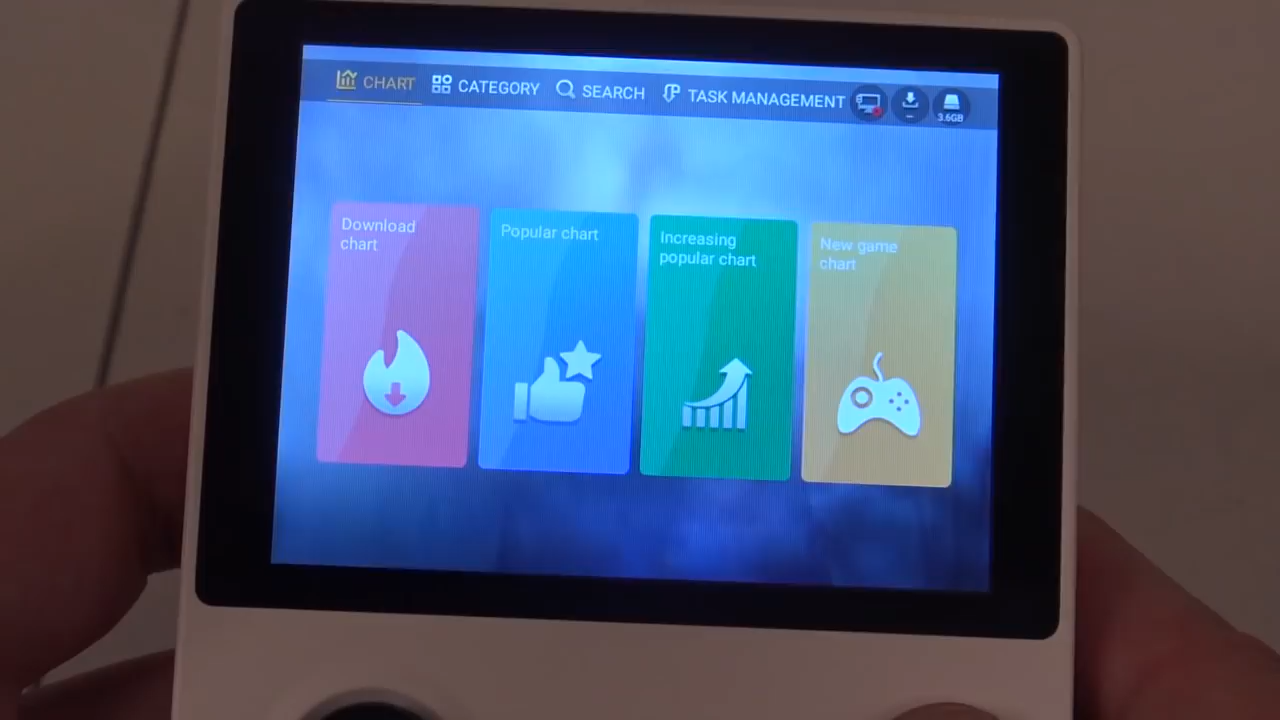 CHART CATEGORY SEARCH TASK MANAGEMENT
3.6GB
Download
chart
Popular chart
Increasing
popular chart
New game
chart